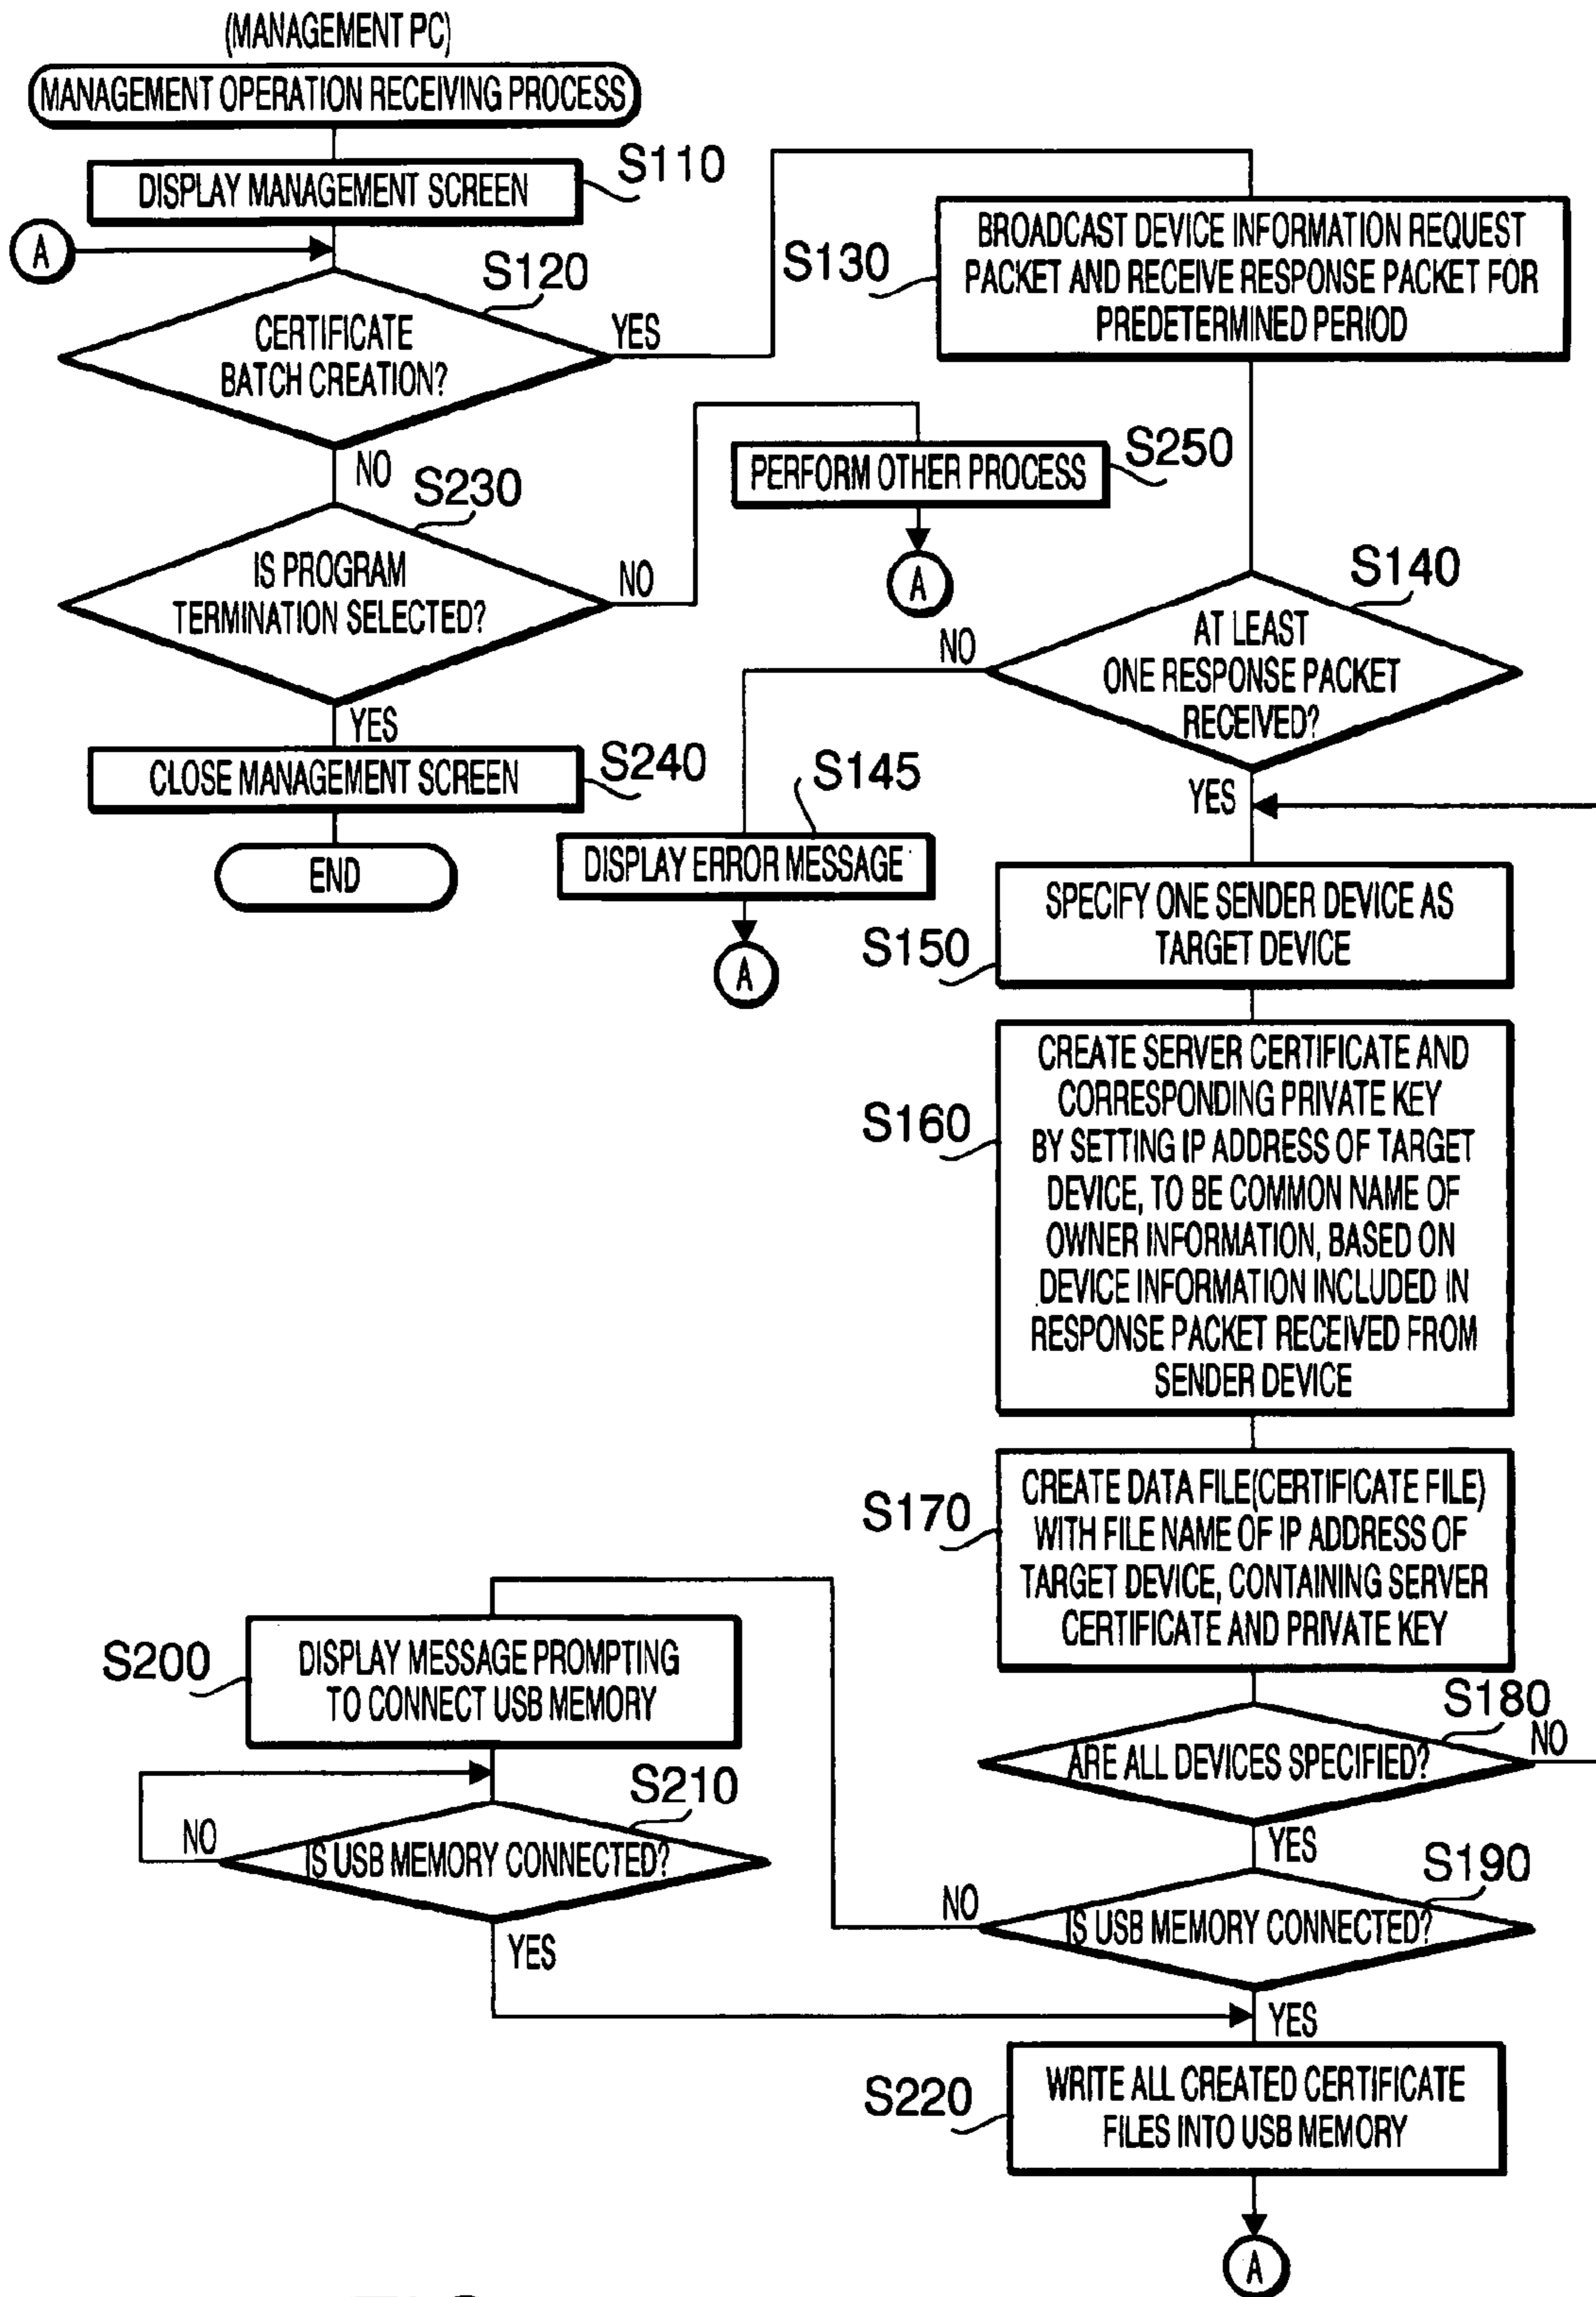 (MANAGEMENT PC)
MANAGEMENT OPERATION RECEIVING PROCESS
DISPLAY MANAGEMENT SCREEN
S110
A
S120
CERTIFICATE
BATCH CREATION?
YES
NO
S130
BROADCAST DEVICE INFORMATION REQUEST
PACKET AND RECEIVE RESPONSE PACKET FOR
PREDETERMINED PERIOD
S230
IS PROGRAM
TERMINATION SELECTED?
NO
YES
PERFORM OTHER PROCESS
S250
A
CLOSE MANAGEMENT SCREEN
S240
END
S140
AT LEAST
ONE RESPONSE PACKET
RECEIVED?
NO
YES
S145
DISPLAY ERROR MESSAGE
A
S150
SPECIFY ONE SENDER DEVICE AS
TARGET DEVICE
S160
CREATE SERVER CERTIFICATE AND
CORRESPONDING PRIVATE KEY
BY SETTING IP ADDRESS OF TARGET
DEVICE, TO BE COMMON NAME OF
OWNER INFORMATION, BASED ON
DEVICE INFORMATION INCLUDED IN
RESPONSE PACKET RECEIVED FROM
SENDER DEVICE
S170
CREATE DATA FILE(CERTIFICATE FILE)
WITH FILE NAME OF IP ADDRESS OF
TARGET DEVICE, CONTAINING SERVER
CERTIFICATE AND PRIVATE KEY
S180
ARE ALL DEVICES SPECIFIED?
NO
YES
S190
IS USB MEMORY CONNECTED?
NO
YES
S200
DISPLAY MESSAGE PROMPTING
TO CONNECT USB MEMORY
S210
IS USB MEMORY CONNECTED?
NO
YES
S220
WRITE ALL CREATED CERTIFICATE
FILES INTO USB MEMORY
A